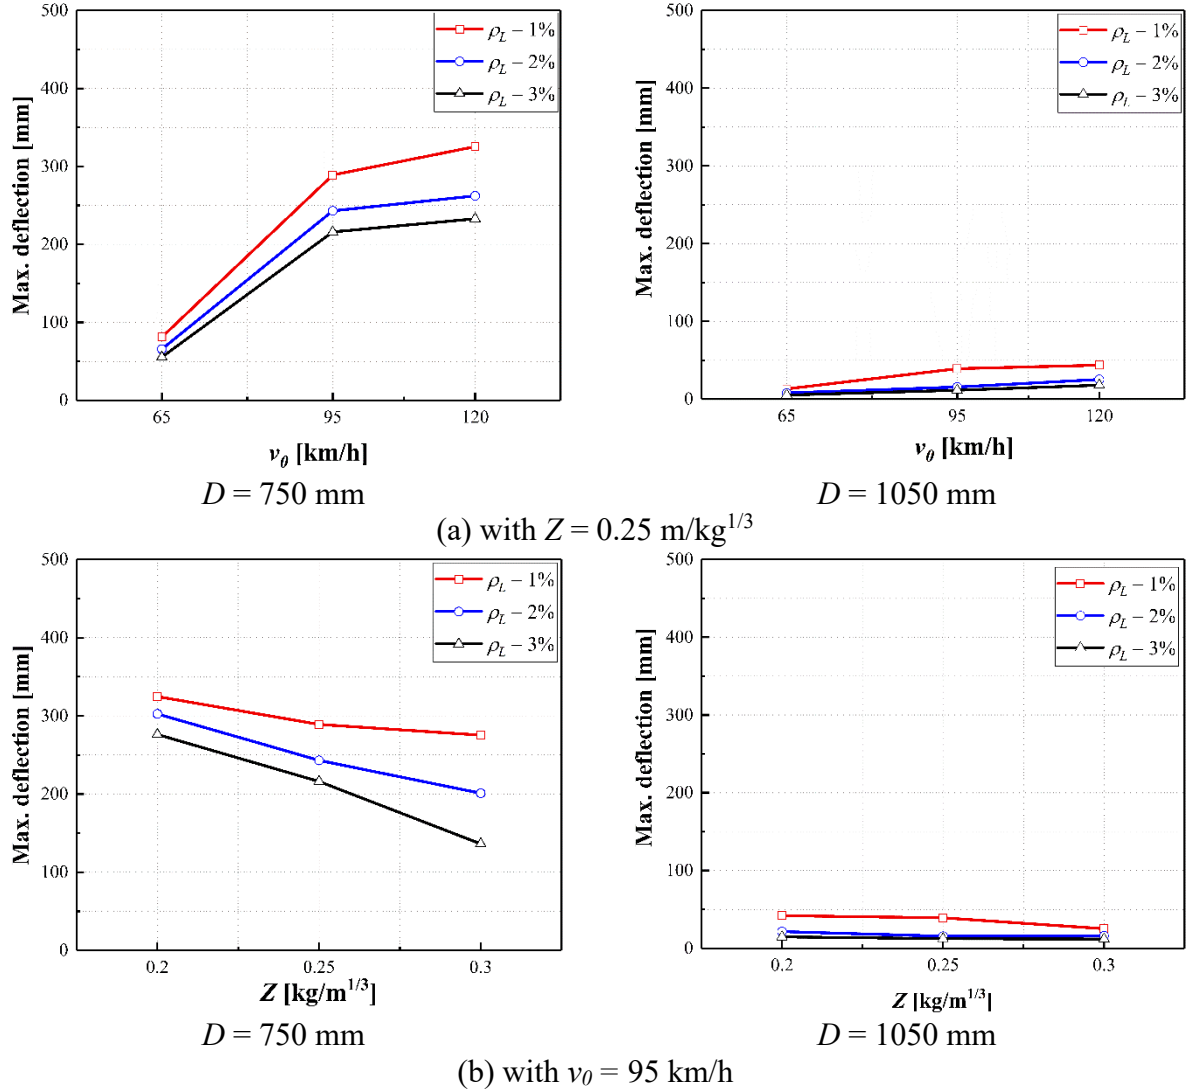 500
400
300
200
100
0
Max. deflection [mm]
ρL − 1%
ρL − 2%
ρL − 3%
65 95 120
v0 [km/h]
D = 750 mm
500
400
300
200
100
0
Max. deflection [mm]
ρL − 1%
ρL − 2%
ρL − 3%
65 95 120
v0 [km/h]
D = 1050 mm
(a) with Z = 0.25 m/kg^1/3
500
400
300
200
100
0
Max. deflection [mm]
ρL − 1%
ρL − 2%
ρL − 3%
0.2 0.25 0.3
Z [kg/m^1/3]
D = 750 mm
500
400
300
200
100
0
Max. deflection [mm]
ρL − 1%
ρL − 2%
ρL − 3%
0.2 0.25 0.3
Z [kg/m^1/3]
D = 1050 mm
(b) with v0 = 95 km/h